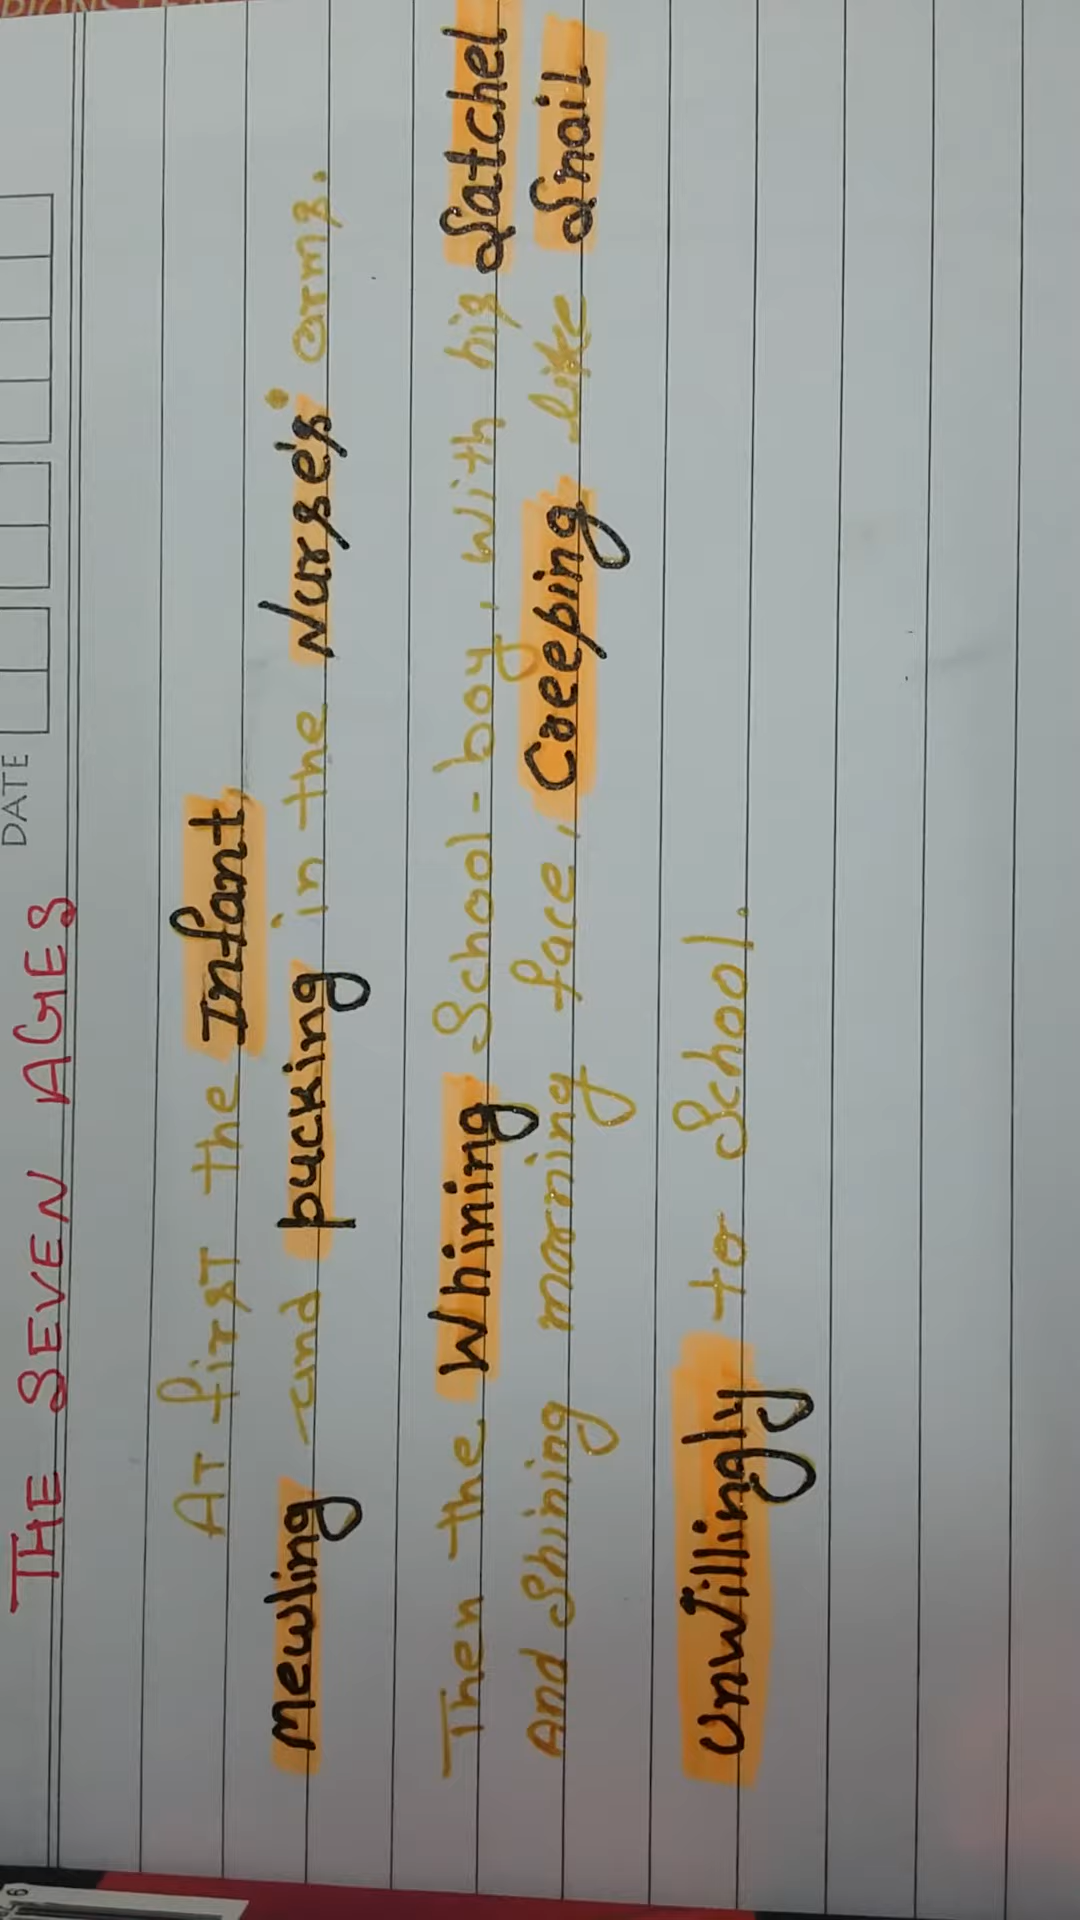 DATE
THE SEVEN AGES
At first the Infant,
Mewling and pucking in the Nurse's arms.
Then the Whining School-boy, with his Satchel
And Shining morning face, Creeping like Snail
Unwillingly to School.